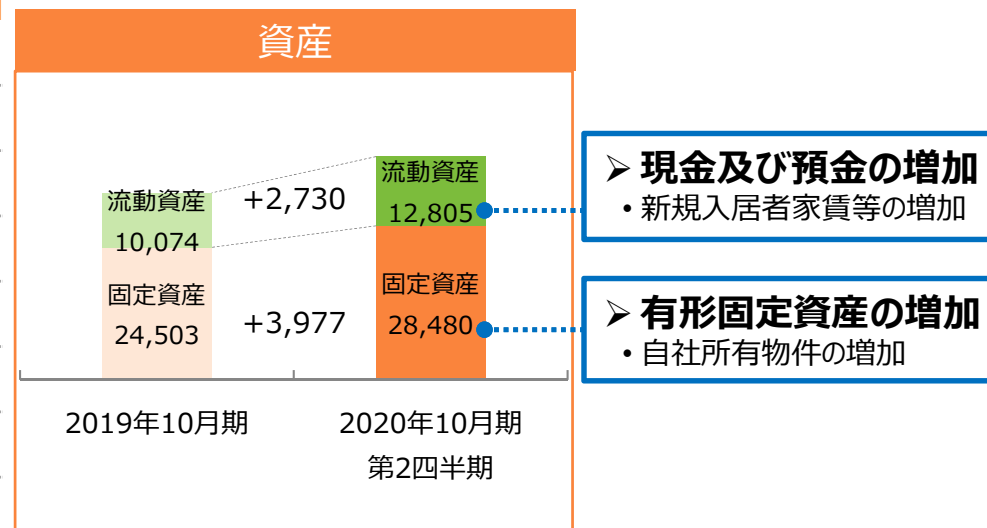 資産
流動資産
10,074
固定資産
24,503
+2,730
+3,977
流動資産
12,805
固定資産
28,480
2019年10月期
2020年10月期
第2四半期
➢ 現金及び預金の増加
• 新規入居者家賃等の増加
➢ 有形固定資産の増加
• 自社所有物件の増加